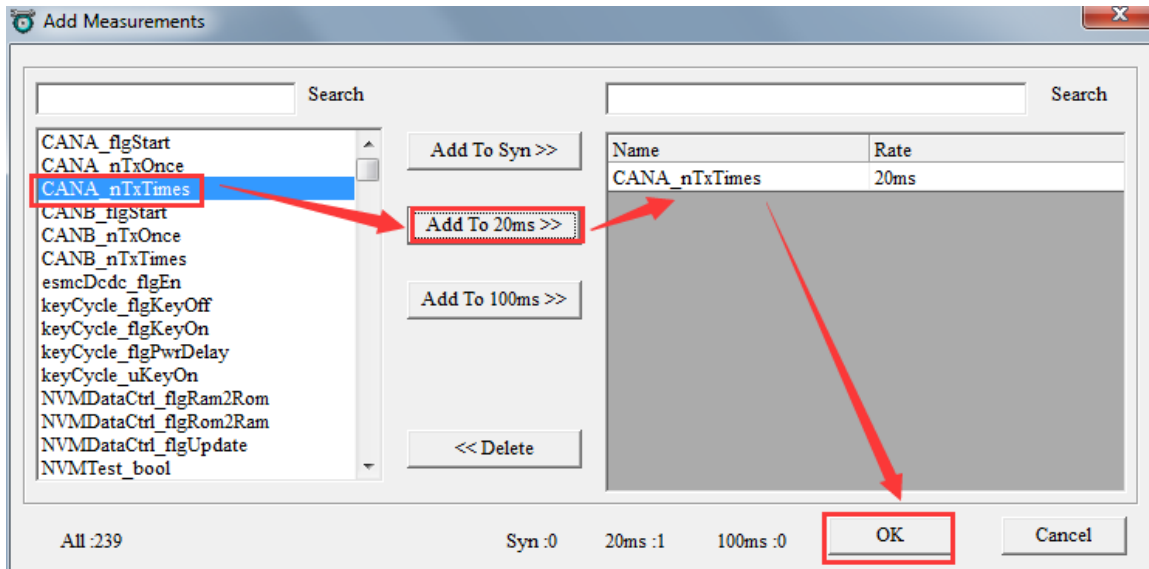 Add Measurements
Search
Search
CANA_flgStart
CANA_nTxOnce
CANA_nTxTimes
CANB_flgStart
CANB_nTxOnce
CANB_nTxTimes
esmcDcdc_flgEn
keyCycle_flgKeyOff
keyCycle_flgKeyOn
keyCycle_flgPwrDelay
keyCycle_uKeyOn
NVMDataCtrl_flgRam2Rom
NVMDataCtrl_flgRom2Ram
NVMDataCtrl_flgUpdate
NVMTest_bool
Add To Syn >>
Add To 20ms >>
Add To 100ms >>
<< Delete
Name Rate
CANA_nTxTimes 20ms
All :239 Syn :0 20ms :1 100ms :0 OK Cancel